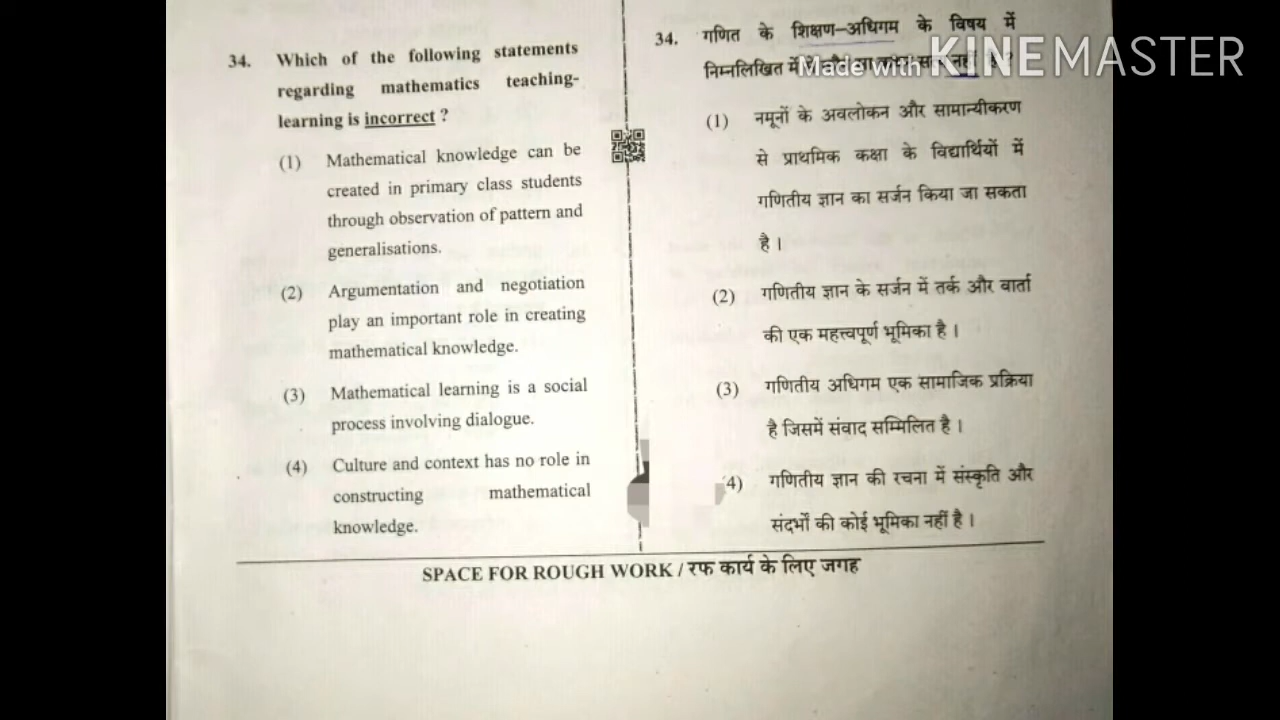 34. Which of the following statements
regarding mathematics teaching-
learning is incorrect ?
(1) Mathematical knowledge can be
created in primary class students
through observation of pattern and
generalisations.
(2) Argumentation and negotiation
play an important role in creating
mathematical knowledge.
(3) Mathematical learning is a social
process involving dialogue.
(4) Culture and context has no role in
constructing mathematical
knowledge.
34. गणित के शिक्षण–अधिगम के विषय में
निम्नलिखित में
Made with KINEMASTER
(1) नमूनों के अवलोकन और सामान्यीकरण
से प्राथमिक कक्षा के विद्यार्थियों में
गणितीय ज्ञान का सर्जन किया जा सकता
है ।
(2) गणितीय ज्ञान के सर्जन में तर्क और वार्ता
की एक महत्त्वपूर्ण भूमिका है ।
(3) गणितीय अधिगम एक सामाजिक प्रक्रिया
है जिसमें संवाद सम्मिलित है ।
4) गणितीय ज्ञान की रचना में संस्कृति और
संदर्भों की कोई भूमिका नहीं है ।
SPACE FOR ROUGH WORK / रफ कार्य के लिए जगह